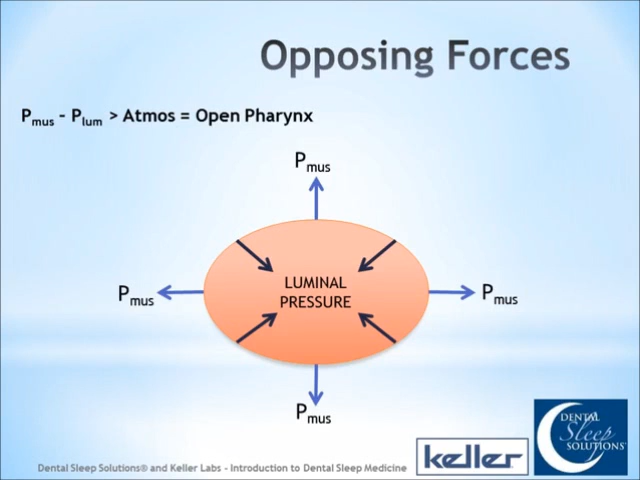 Opposing Forces
Pmus - Plum > Atmos = Open Pharynx
Pmus
LUMINAL
PRESSURE
Pmus
Pmus
Pmus
Dental Sleep Solutions® and Keller Labs - Introduction to Dental Sleep Medicine
keller
DENTAL
Sleep
SOLUTIONS